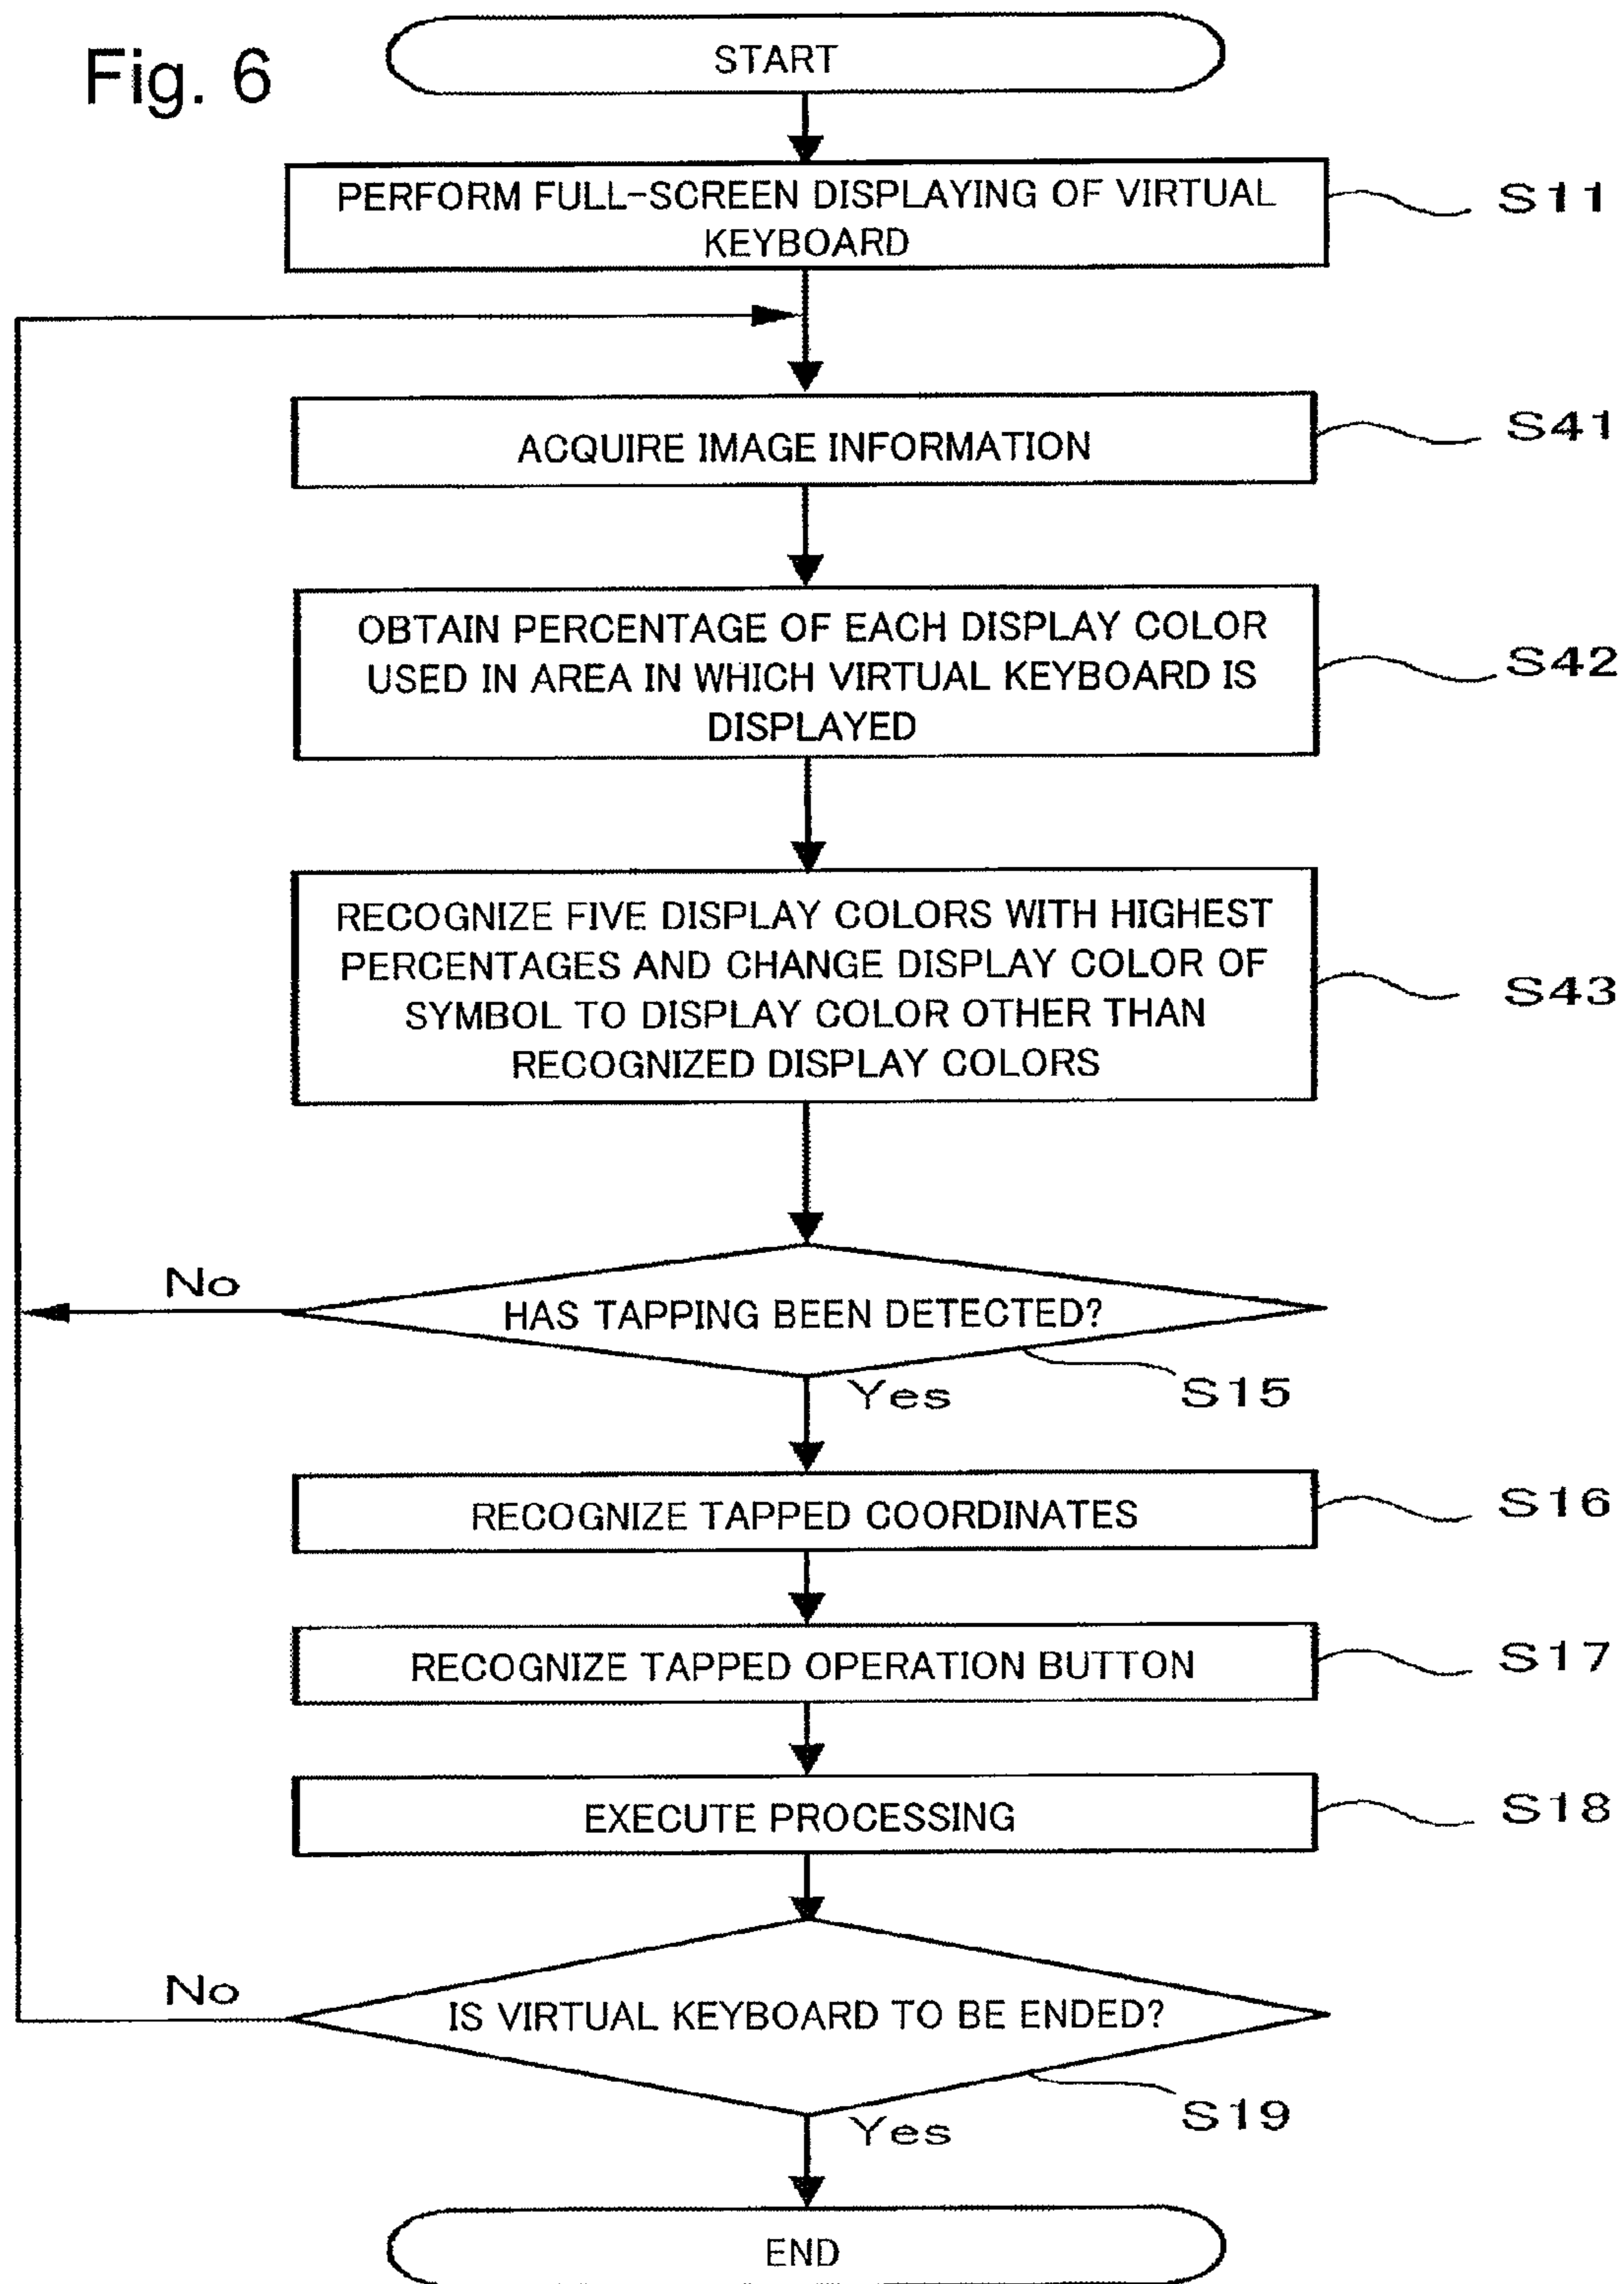 Fig. 6
START
PERFORM FULL-SCREEN DISPLAYING OF VIRTUAL
KEYBOARD
S11
ACQUIRE IMAGE INFORMATION
S41
OBTAIN PERCENTAGE OF EACH DISPLAY COLOR
USED IN AREA IN WHICH VIRTUAL KEYBOARD IS
DISPLAYED
S42
RECOGNIZE FIVE DISPLAY COLORS WITH HIGHEST
PERCENTAGES AND CHANGE DISPLAY COLOR OF
SYMBOL TO DISPLAY COLOR OTHER THAN
RECOGNIZED DISPLAY COLORS
S43
No
HAS TAPPING BEEN DETECTED?
Yes
S15
RECOGNIZE TAPPED COORDINATES
S16
RECOGNIZE TAPPED OPERATION BUTTON
S17
EXECUTE PROCESSING
S18
No
IS VIRTUAL KEYBOARD TO BE ENDED?
S19
Yes
END